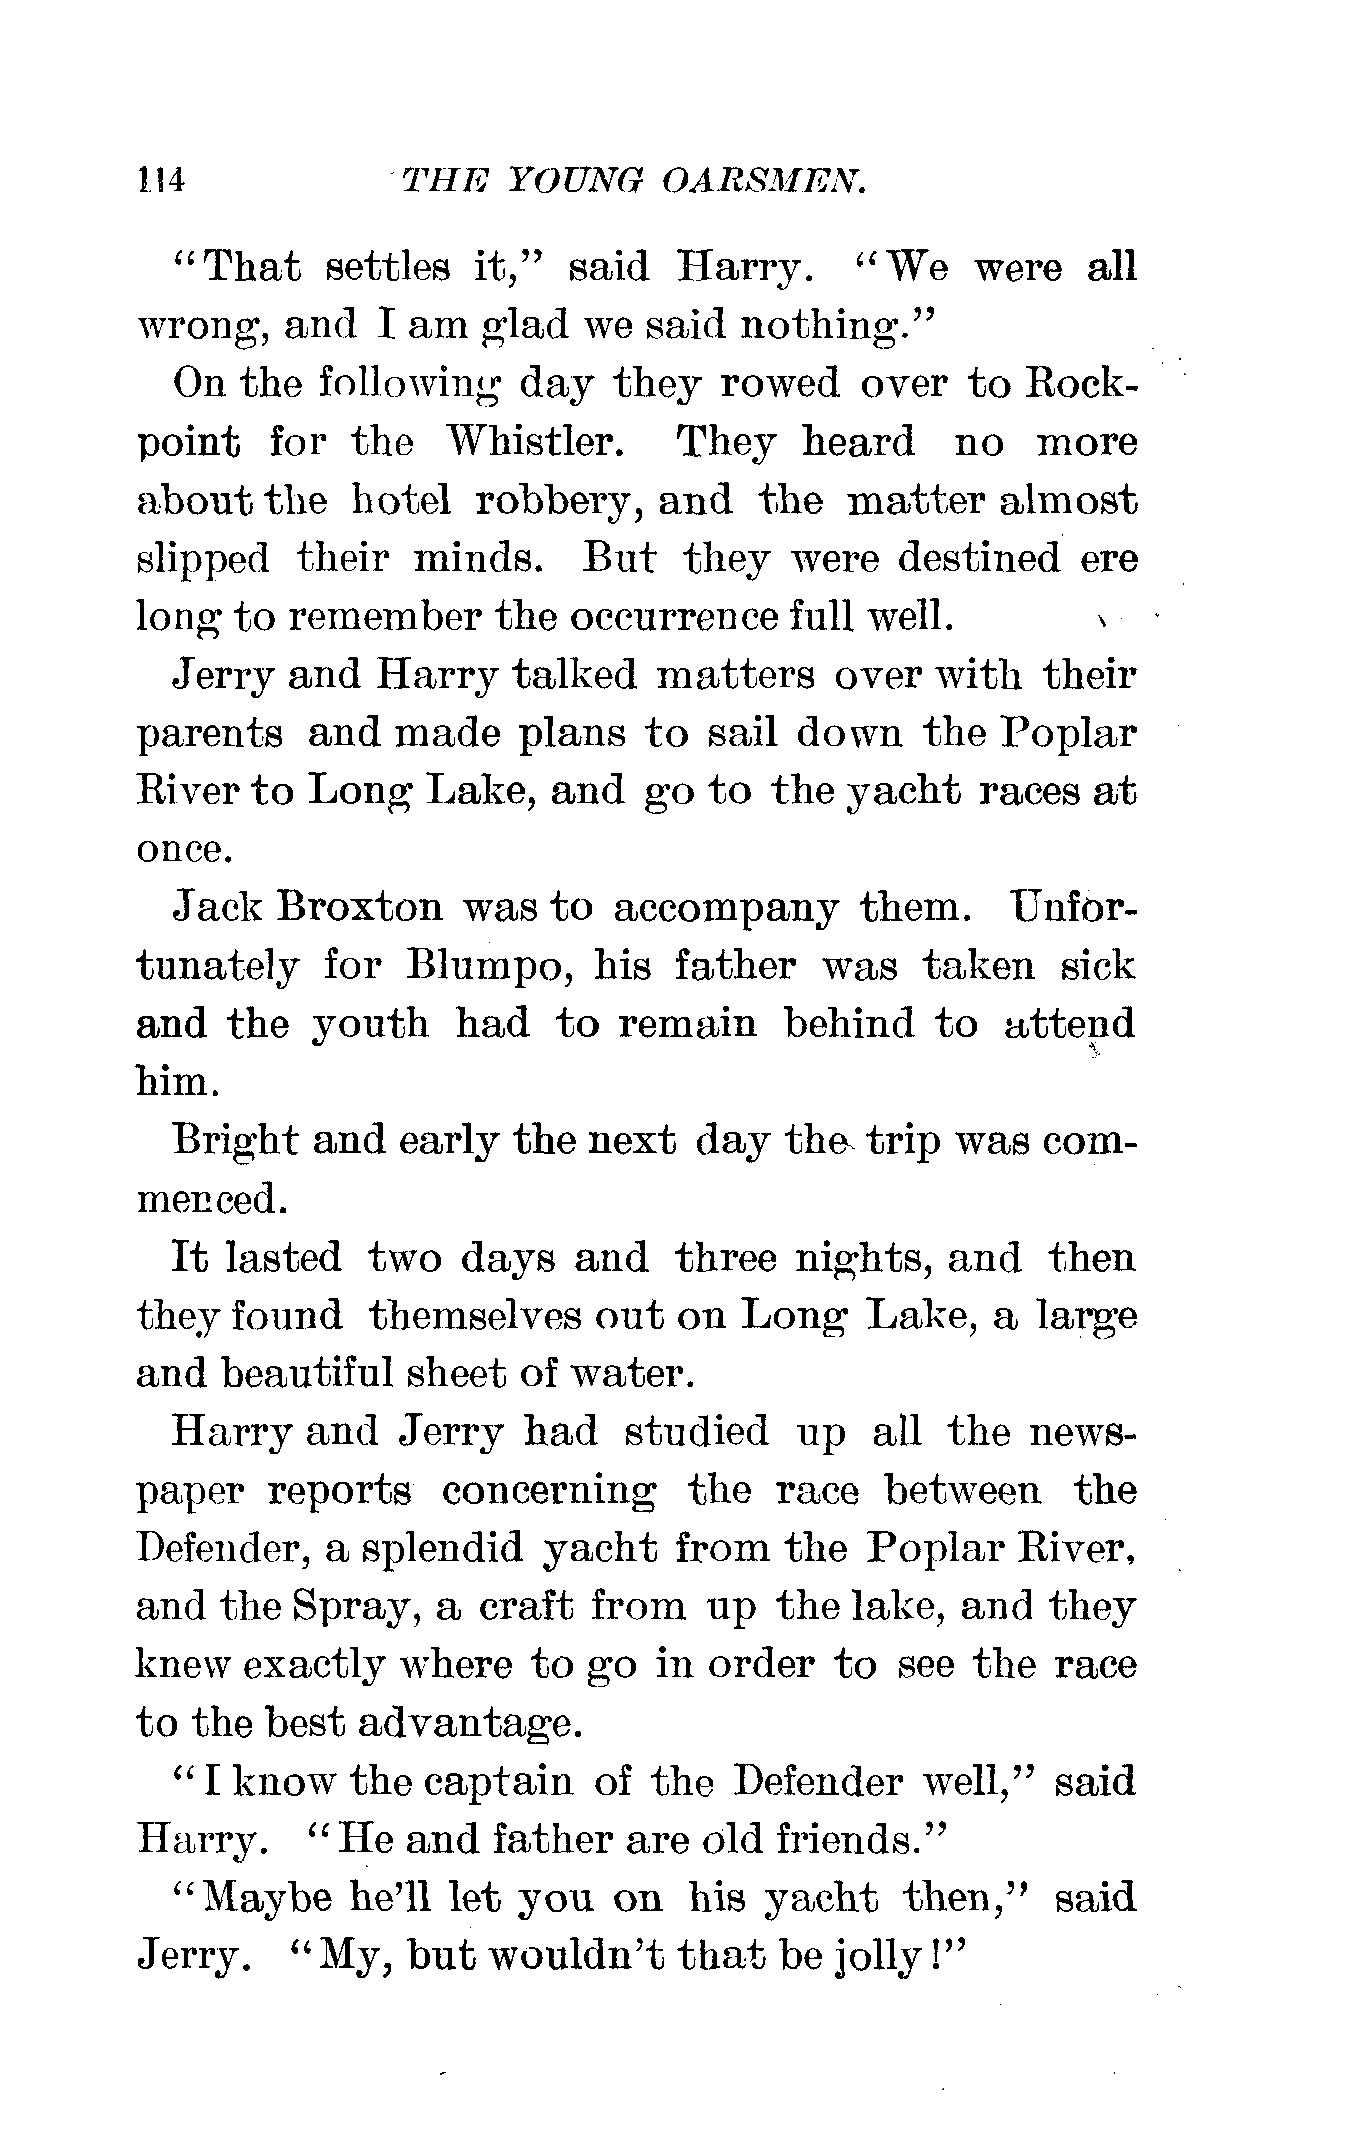 114 THE YOUNG OARSMEN.
"That settles it," said Harry. "We were all
wrong, and I am glad we said nothing."
On the following day they rowed over to Rock-
point for the Whistler. They heard no more
about the hotel robbery, and the matter almost
slipped their minds. But they were destined ere
long to remember the occurrence full well.
Jerry and Harry talked matters over with their
parents and made plans to sail down the Poplar
River to Long Lake, and go to the yacht races at
once.
Jack Broxton was to accompany them. Unfor-
tunately for Blumpo, his father was taken sick
and the youth had to remain behind to attend
him.
Bright and early the next day the trip was com-
menced.
It lasted two days and three nights, and then
they found themselves out on Long Lake, a large
and beautiful sheet of water.
Harry and Jerry had studied up all the news-
paper reports concerning the race between the
Defender, a splendid yacht from the Poplar River,
and the Spray, a craft from up the lake, and they
knew exactly where to go in order to see the race
to the best advantage.
"I know the captain of the Defender well," said
Harry. "He and father are old friends."
"Maybe he'll let you on his yacht then," said
Jerry. "My, but wouldn't that be jolly!"